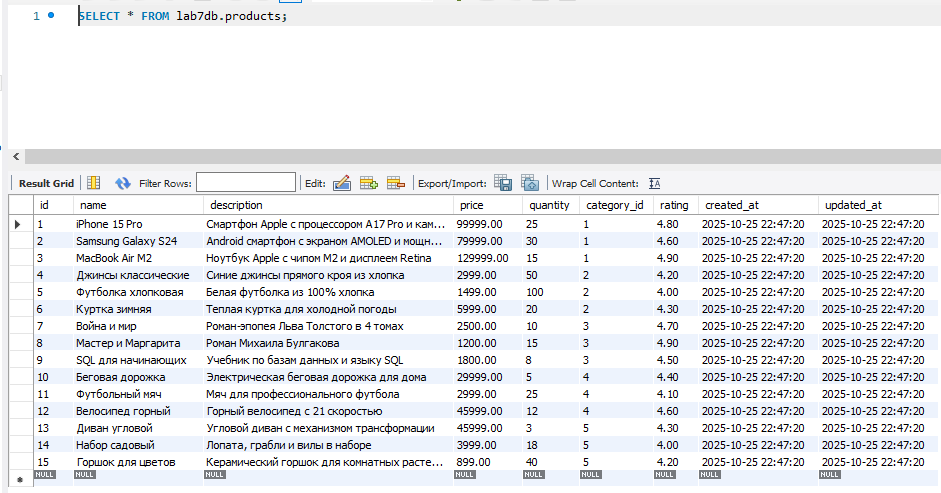 1 SELECT * FROM lab7db.products;
Result Grid Filter Rows: Edit: Export/Import: Wrap Cell Content:
id name description price quantity category_id rating created_at updated_at
1 iPhone 15 Pro Смартфон Apple с процессором A17 Pro и кам... 99999.00 25 1 4.80 2025-10-25 22:47:20 2025-10-25 22:47:20
2 Samsung Galaxy S24 Android смартфон с экраном AMOLED и мощн... 79999.00 30 1 4.60 2025-10-25 22:47:20 2025-10-25 22:47:20
3 MacBook Air M2 Ноутбук Apple с чипом M2 и дисплеем Retina 129999.00 15 1 4.90 2025-10-25 22:47:20 2025-10-25 22:47:20
4 Джинсы классические Синие джинсы прямого кроя из хлопка 2999.00 50 2 4.20 2025-10-25 22:47:20 2025-10-25 22:47:20
5 Футболка хлопковая Белая футболка из 100% хлопка 1499.00 100 2 4.00 2025-10-25 22:47:20 2025-10-25 22:47:20
6 Куртка зимняя Теплая куртка для холодной погоды 5999.00 20 2 4.30 2025-10-25 22:47:20 2025-10-25 22:47:20
7 Война и мир Роман-эпопея Льва Толстого в 4 томах 2500.00 10 3 4.70 2025-10-25 22:47:20 2025-10-25 22:47:20
8 Мастер и Маргарита Роман Михаила Булгакова 1200.00 15 3 4.90 2025-10-25 22:47:20 2025-10-25 22:47:20
9 SQL для начинающих Учебник по базам данных и языку SQL 1800.00 8 3 4.50 2025-10-25 22:47:20 2025-10-25 22:47:20
10 Беговая дорожка Электрическая беговая дорожка для дома 29999.00 5 4 4.40 2025-10-25 22:47:20 2025-10-25 22:47:20
11 Футбольный мяч Мяч для профессионального футбола 2999.00 25 4 4.10 2025-10-25 22:47:20 2025-10-25 22:47:20
12 Велосипед горный Горный велосипед с 21 скоростью 45999.00 12 4 4.60 2025-10-25 22:47:20 2025-10-25 22:47:20
13 Диван угловой Угловой диван с механизмом трансформации 45999.00 3 5 4.30 2025-10-25 22:47:20 2025-10-25 22:47:20
14 Набор садовый Лопата, грабли и вилы в наборе 3999.00 18 5 4.00 2025-10-25 22:47:20 2025-10-25 22:47:20
15 Горшок для цветов Керамический горшок для комнатных расте... 899.00 40 5 4.20 2025-10-25 22:47:20 2025-10-25 22:47:20
NULL NULL NULL NULL NULL NULL NULL NULL NULL